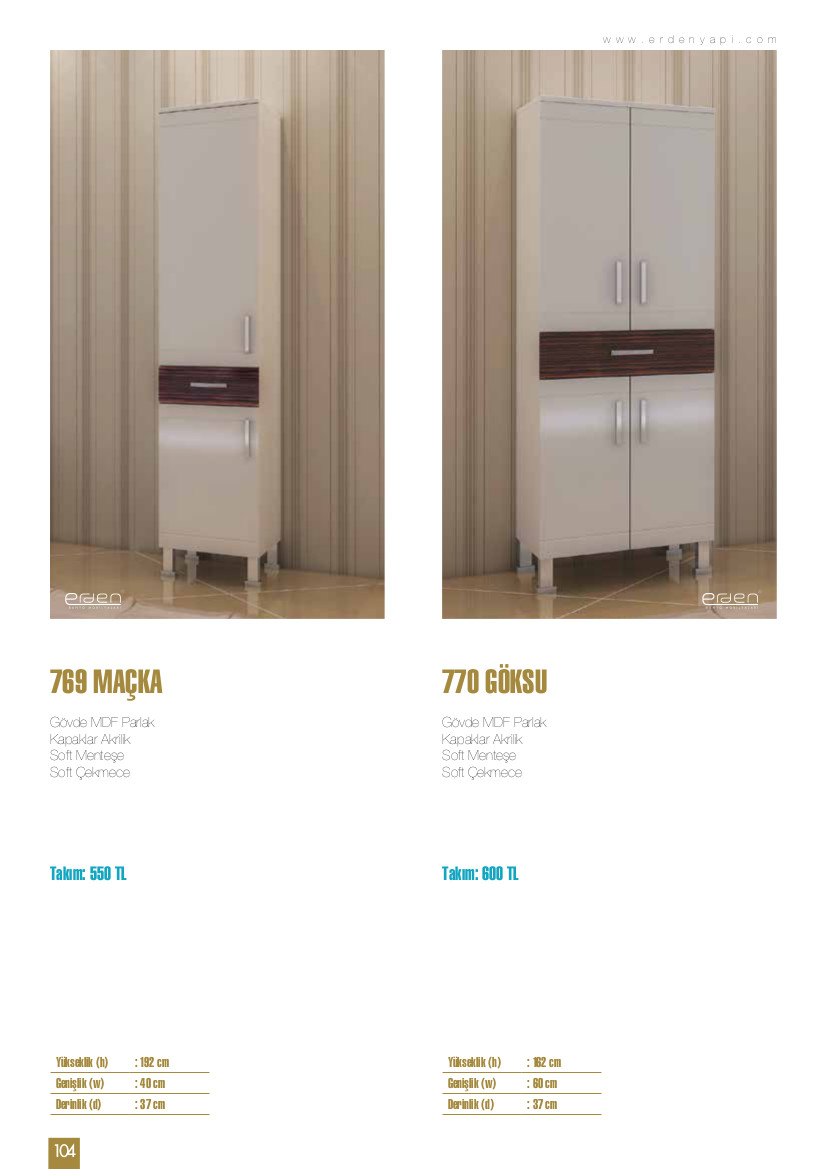 www.erdenyapi.com
erden
erden
769 MAÇKA
Gövde MDF Parlak
Kapaklar Akrilik
Soft Menteşe
Soft Çekmece
Takım: 550 TL
Yükseklik (h) : 192 cm
Genişlik (w) : 40 cm
Derinlik (d) : 37 cm
770 GÖKSU
Gövde MDF Parlak
Kapaklar Akrilik
Soft Menteşe
Soft Çekmece
Takım: 600 TL
Yükseklik (h) : 162 cm
Genişlik (w) : 60 cm
Derinlik (d) : 37 cm
104